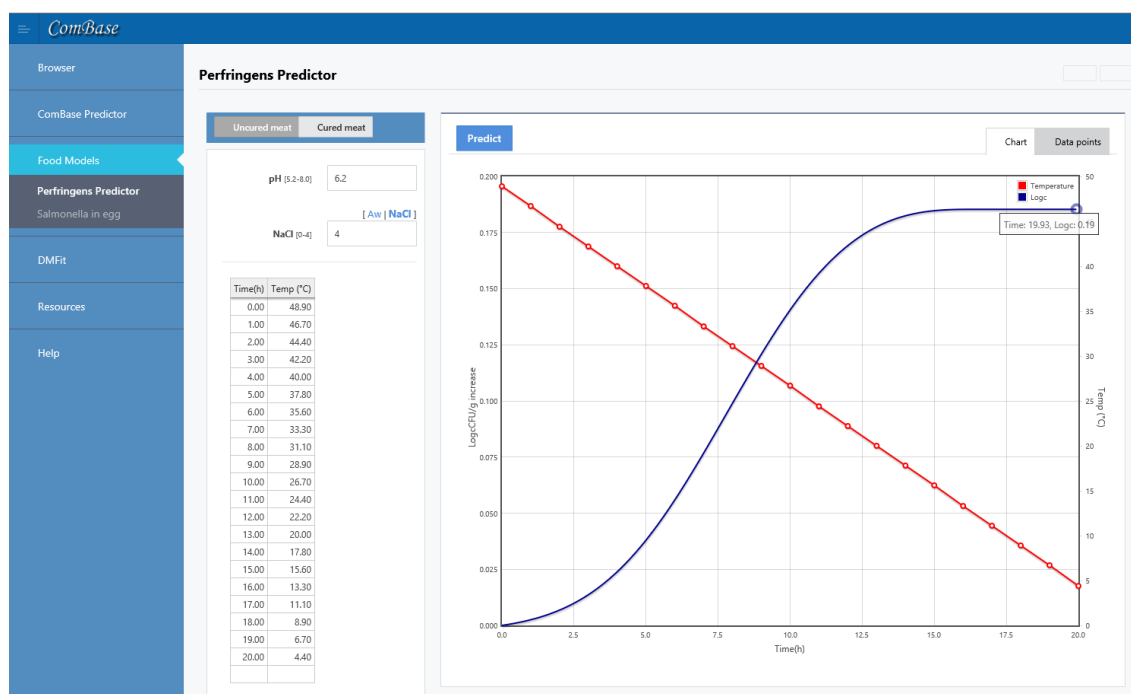 ComBase
Browser
ComBase Predictor
Food Models
Perfringens Predictor
Salmonella in egg
DMFit
Resources
Help
Perfringens Predictor
Uncured meat Cured meat
pH [5.2-8.0] 6.2
[ Aw | NaCl ]
NaCl [0-4] 4
Time(h) Temp (°C)
0.00 48.90
1.00 46.70
2.00 44.40
3.00 42.20
4.00 40.00
5.00 37.80
6.00 35.60
7.00 33.30
8.00 31.10
9.00 28.90
10.00 26.70
11.00 24.40
12.00 22.20
13.00 20.00
14.00 17.80
15.00 15.60
16.00 13.30
17.00 11.10
18.00 8.90
19.00 6.70
20.00 4.40
Predict
Chart Data points
Temperature
Logc
Time: 19.93, Logc: 0.19
LogcCFU/g increase
0.200
0.175
0.150
0.125
0.100
0.075
0.050
0.025
0.000
0.0 2.5 5.0 7.5 10.0 12.5 15.0 17.5 20.0
Time(h)
50
40
35
30
25
20
15
10
5
0
Temp (°C)